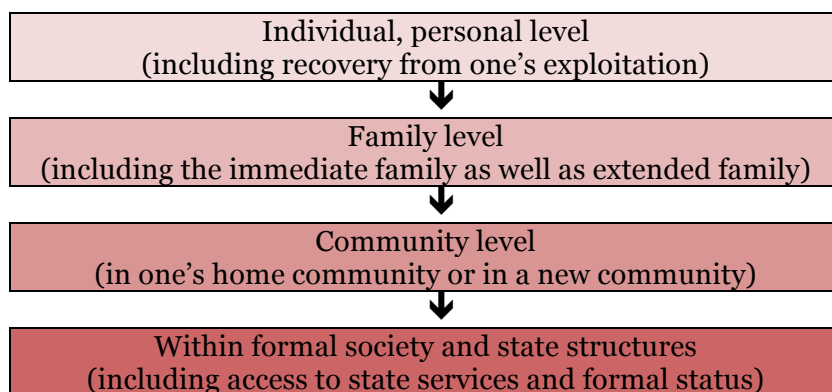 Individual, personal level
(including recovery from one’s exploitation)
Family level
(including the immediate family as well as extended family)
Community level
(in one’s home community or in a new community)
Within formal society and state structures
(including access to state services and formal status)